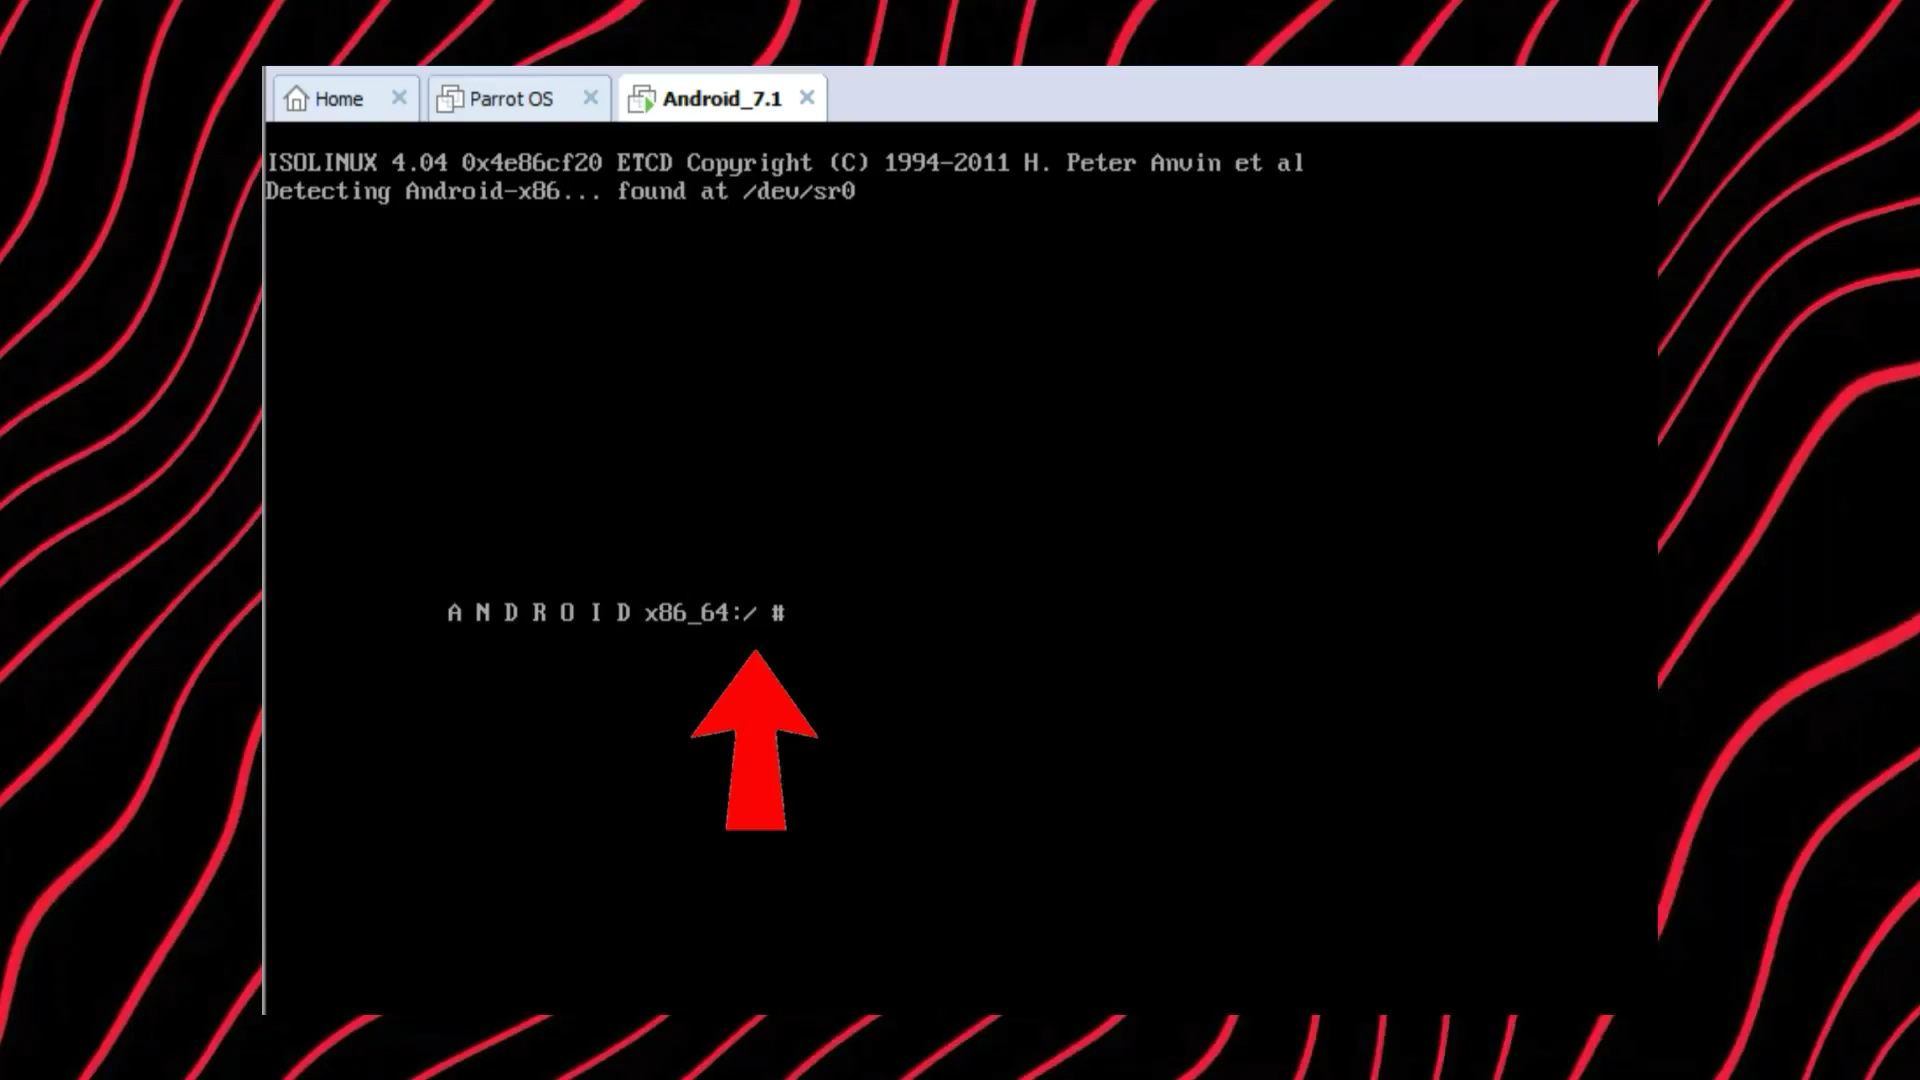 Home
Parrot OS
Android_7.1
ISOLINUX 4.04 0x4e86cf20 ETCD Copyright (C) 1994-2011 H. Peter Anvin et al
Detecting Android-x86... found at /dev/sr0
A N D R O I D x86_64:/ #